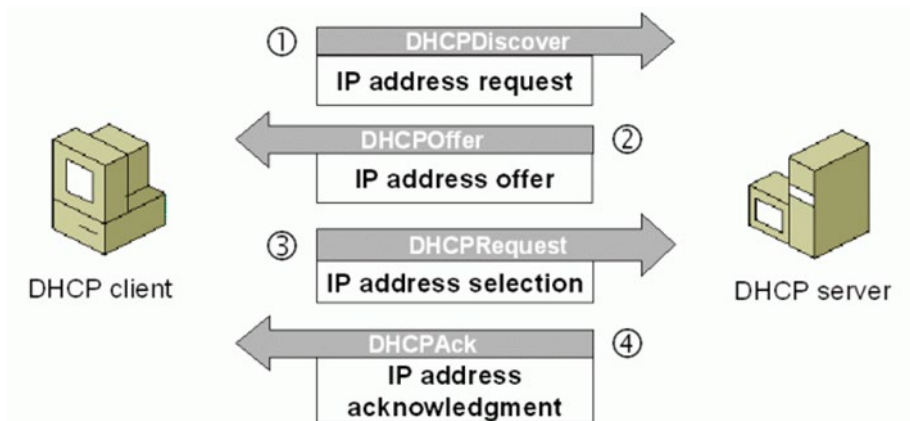 ① DHCPDiscover
IP address request
DHCPOffer ②
IP address offer
③ DHCPRequest
IP address selection
DHCP client
DHCP server
DHCPAck ④
IP address
acknowledgment